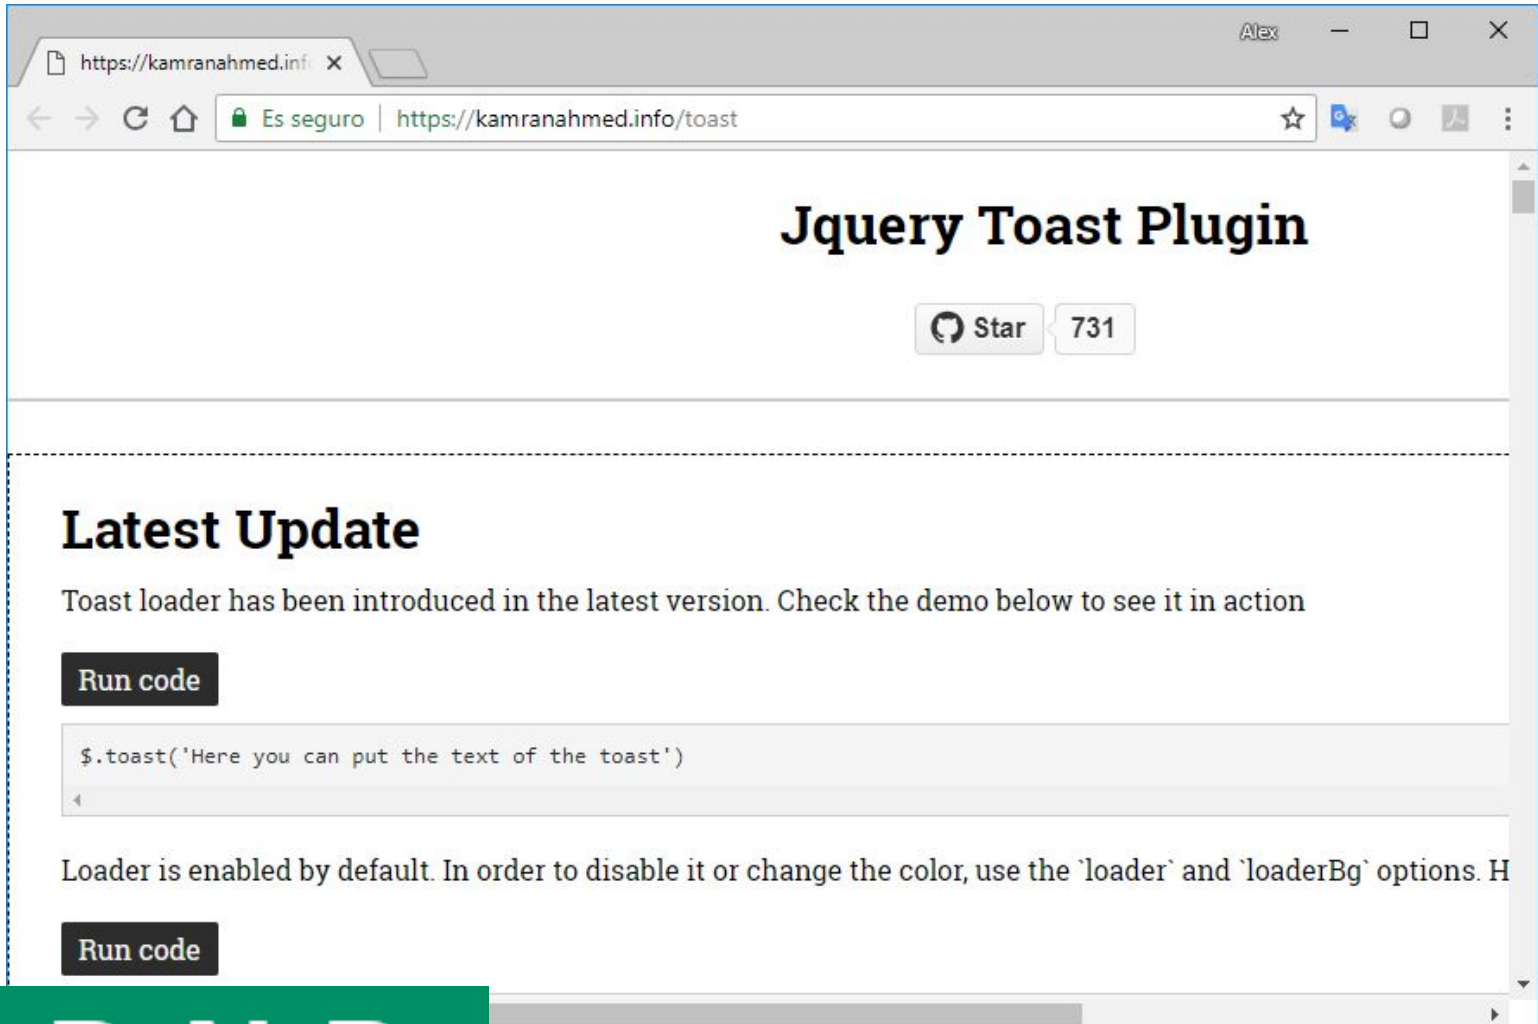 Alex
https://kamranahmed.inf
Es seguro | https://kamranahmed.info/toast
Jquery Toast Plugin
Star 731
Latest Update
Toast loader has been introduced in the latest version. Check the demo below to see it in action
Run code
$.toast('Here you can put the text of the toast')
Loader is enabled by default. In order to disable it or change the color, use the `loader` and `loaderBg` options. H
Run code